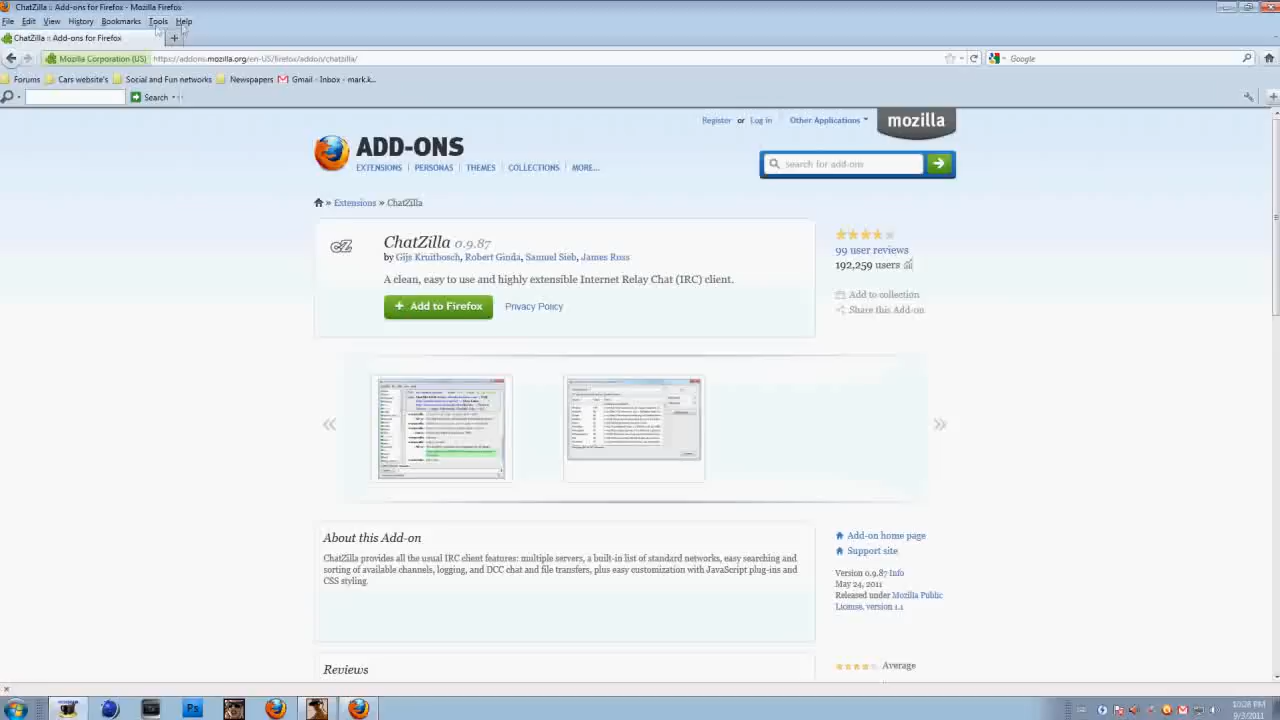 ChatZilla :: Add-ons for Firefox - Mozilla Firefox
File Edit View History Bookmarks Tools Help
ChatZilla :: Add-ons for Firefox
Mozilla Corporation (US) https://addons.mozilla.org/en-US/firefox/addon/chatzilla/ Google
Forums Cars website's Social and Fun networks Newspapers Gmail - Inbox - mark.k...
Search
Register or Log in Other Applications mozilla
ADD-ONS
EXTENSIONS PERSONAS THEMES COLLECTIONS MORE...
search for add-ons
» Extensions » ChatZilla
cZ
ChatZilla 0.9.87
by Gijs Kruitbosch, Robert Ginda, Samuel Sieb, James Ross
A clean, easy to use and highly extensible Internet Relay Chat (IRC) client.
+ Add to Firefox Privacy Policy
99 user reviews
192,259 users
Add to collection
Share this Add-on
About this Add-on
ChatZilla provides all the usual IRC client features: multiple servers, a built-in list of standard networks, easy searching and
sorting of available channels, logging, and DCC chat and file transfers, plus easy customization with JavaScript plug-ins and
CSS styling.
Add-on home page
Support site
Version 0.9.87 Info
May 24, 2011
Released under Mozilla Public
License, version 1.1
Reviews
Average
Ps
10:28 PM
9/3/2011